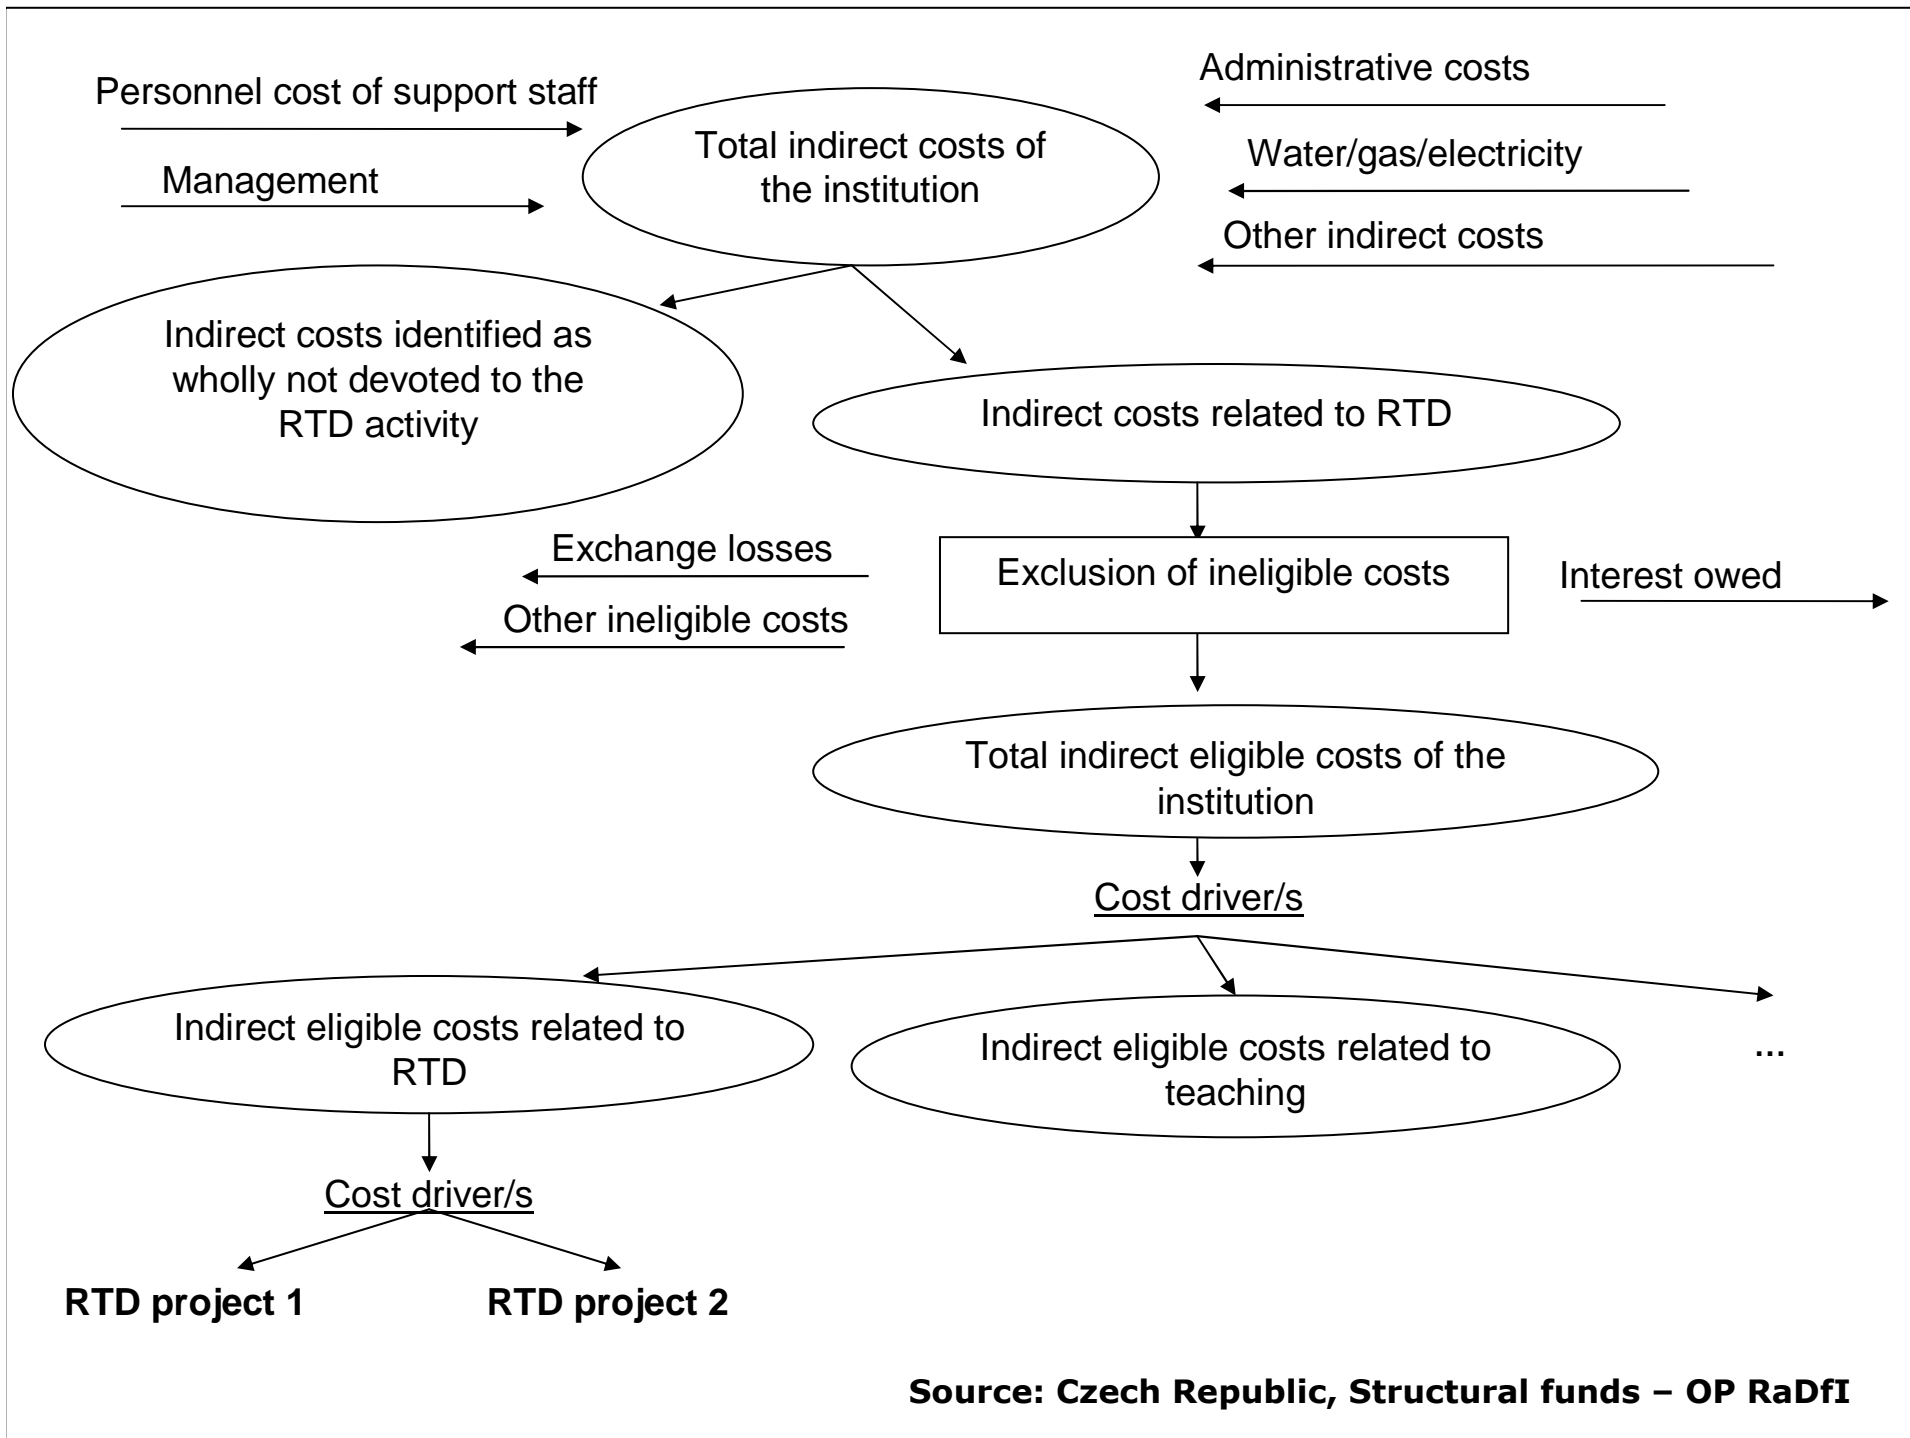 Personnel cost of support staff
Administrative costs
Total indirect costs of
the institution
Water/gas/electricity
Management
Other indirect costs
Indirect costs identified as
wholly not devoted to the
RTD activity
Indirect costs related to RTD
Exchange losses
Exclusion of ineligible costs
Interest owed
Other ineligible costs
Total indirect eligible costs of the
institution
Cost driver/s
Indirect eligible costs related to
RTD
Indirect eligible costs related to
teaching
...
Cost driver/s
RTD project 1
RTD project 2
Source: Czech Republic, Structural funds – OP RaDfI